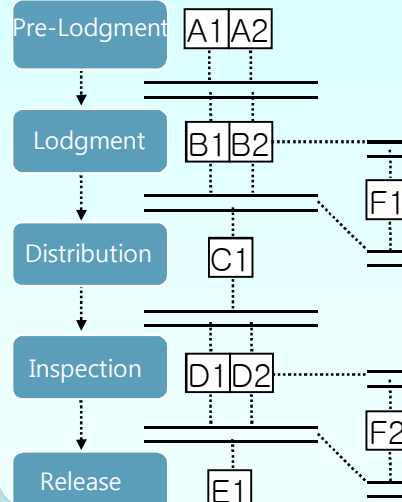 Pre-Lodgment
A1 A2
Lodgment
B1 B2
F1
Distribution
C1
Inspection
D1 D2
F2
Release
E1